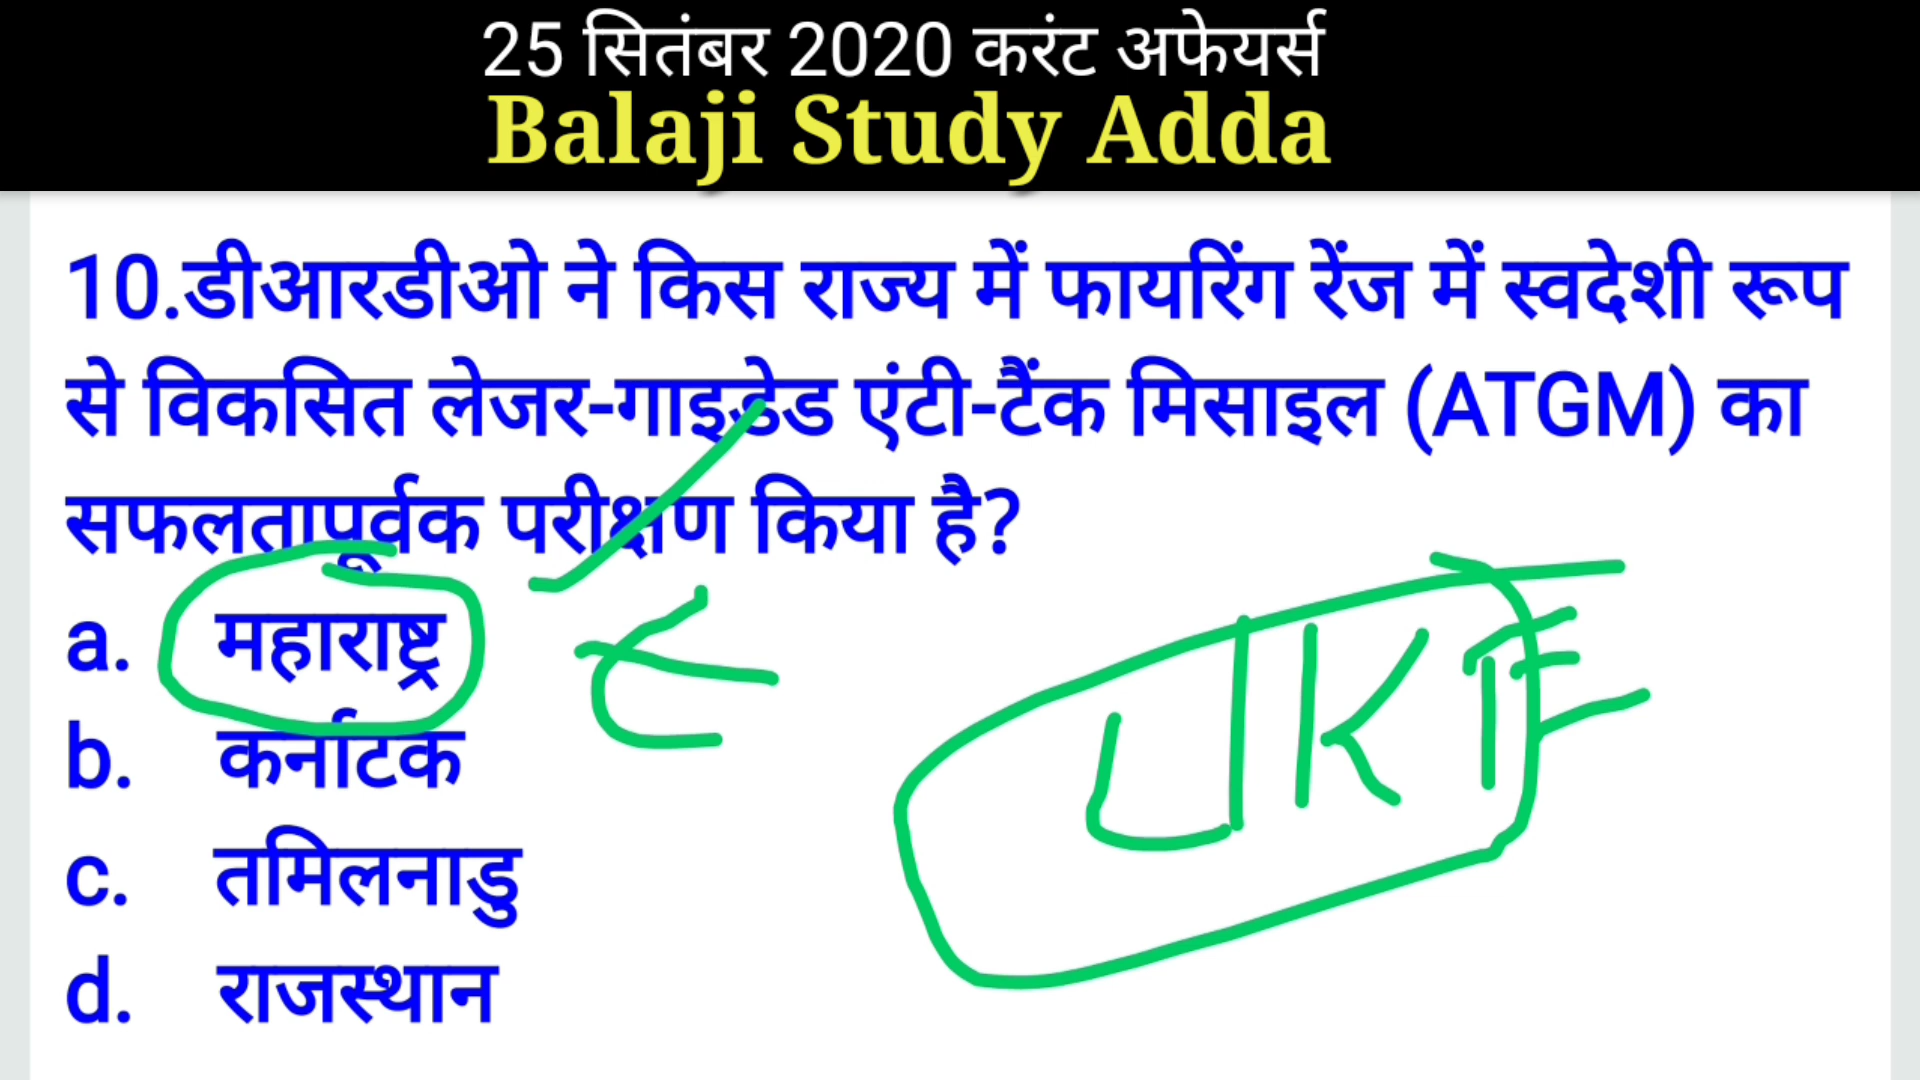 25 सितंबर 2020 करंट अफेयर्स
Balaji Study Adda
10.डीआरडीओ ने किस राज्य में फायरिंग रेंज में स्वदेशी रूप
से विकसित लेजर-गाइडेड एंटी-टैंक मिसाइल (ATGM) का
सफलतापूर्वक परीक्षण किया है?
a. महाराष्ट्र
b. कर्नाटक
c. तमिलनाडु
d. राजस्थान